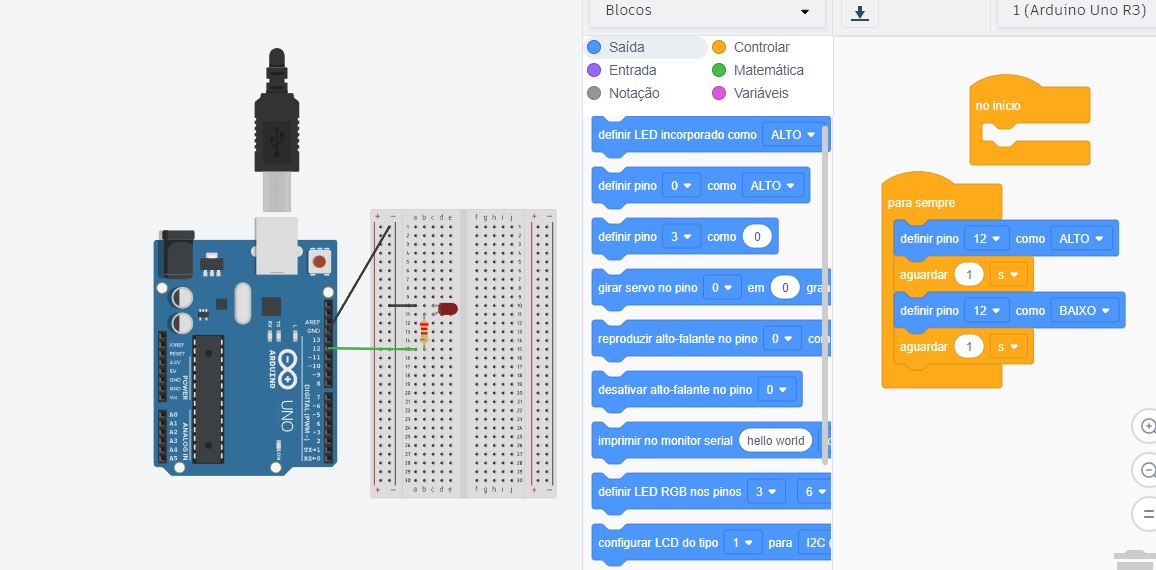 Blocos
1 (Arduino Uno R3)
Saída
Controlar
Entrada
Matemática
Notação
Variáveis
definir LED incorporado como ALTO
definir pino 0 como ALTO
definir pino 3 como 0
girar servo no pino 0 em 0 grau
reproduzir alto-falante no pino 0 con
desativar alto-falante no pino 0
imprimir no monitor serial hello world
definir LED RGB nos pinos 3 6
configurar LCD do tipo 1 para I2C (
no início
para sempre
definir pino 12 como ALTO
aguardar 1 s
definir pino 12 como BAIXO
aguardar 1 s
AREF
GND
13
12
~11
~10
~9
8
7
~6
~5
4
~3
2
TX→1
RX←0
DIGITAL (PWM~)
TX
RX
L
ON
ARDUINO
UNO
IOREF
RESET
3.3V
5V
GND
GND
Vin
POWER
A0
A1
A2
A3
A4
A5
ANALOG IN
+ − a b c d e f g h i j + −
+ − a b c d e f g h i j + −